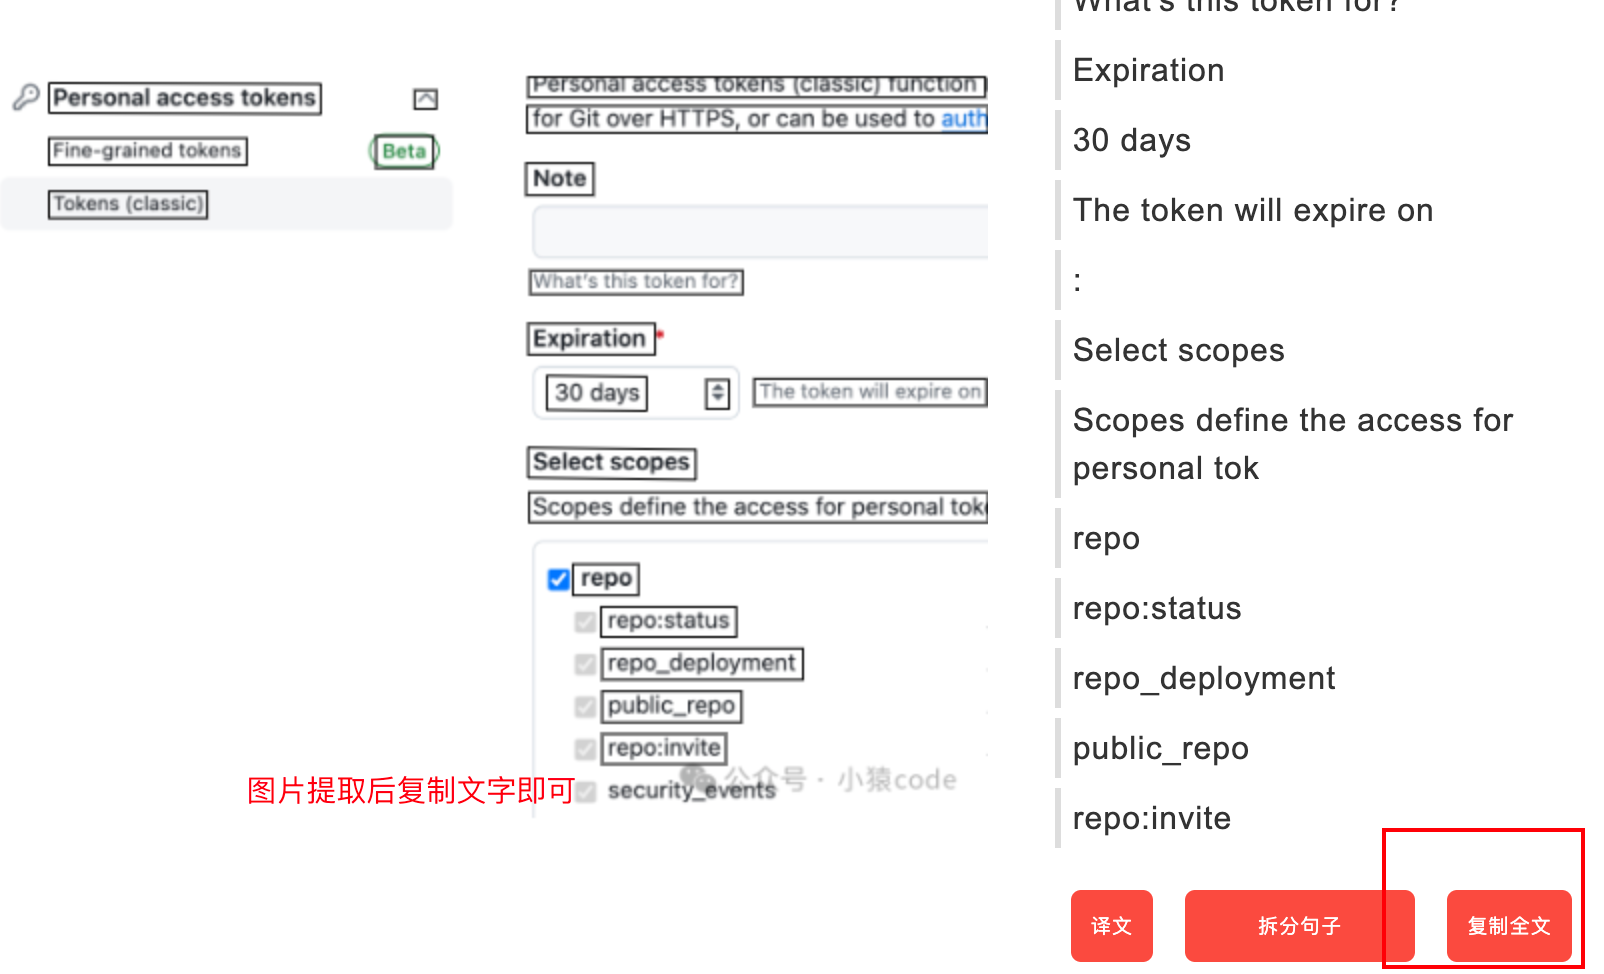 Personal access tokens
Fine-grained tokens
Beta
Tokens (classic)
Personal access tokens (classic) function
for Git over HTTPS, or can be used to auth
Note
What's this token for?
Expiration*
30 days
The token will expire on
Select scopes
Scopes define the access for personal toke
repo
repo:status
repo_deployment
public_repo
repo:invite
security_events
公众号 · 小猿code
图片提取后复制文字即可
What's this token for?
Expiration
30 days
The token will expire on
:
Select scopes
Scopes define the access for
personal tok
repo
repo:status
repo_deployment
public_repo
repo:invite
译文
拆分句子
复制全文